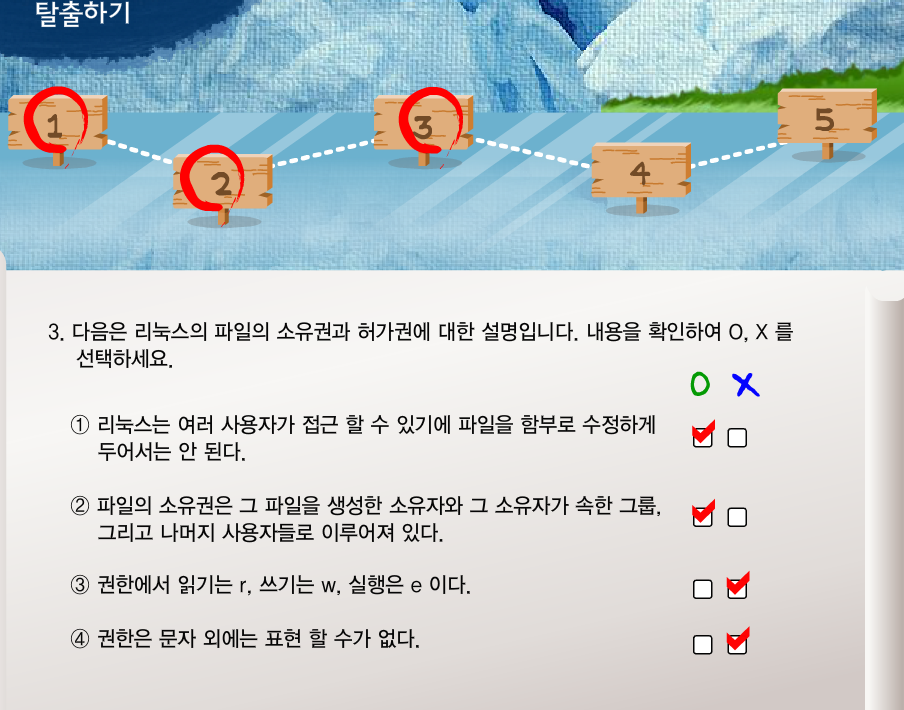 탈출하기
1
2
3
4
5
3. 다음은 리눅스의 파일의 소유권과 허가권에 대한 설명입니다. 내용을 확인하여 O, X 를
선택하세요.
O X
① 리눅스는 여러 사용자가 접근 할 수 있기에 파일을 함부로 수정하게
두어서는 안 된다.
② 파일의 소유권은 그 파일을 생성한 소유자와 그 소유자가 속한 그룹,
그리고 나머지 사용자들로 이루어져 있다.
③ 권한에서 읽기는 r, 쓰기는 w, 실행은 e 이다.
④ 권한은 문자 외에는 표현 할 수가 없다.